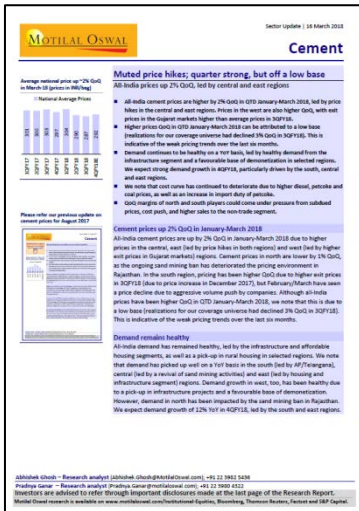 Sector Update | 16 March 2018
MOTILAL OSWAL
Cement
Average national price up ~2% QoQ
in March 18 (prices in INR/bag)
National Average Prices
Please refer our previous update on
cement prices for August 2017
Muted price hikes; quarter strong, but off a low base
All-India prices up 2% QoQ, led by central and east regions
All-India cement prices are higher by 2% QoQ in QTD January-March 2018, led by price
hikes in the central and east regions. Prices in the west are also higher QoQ, with exit
prices in the Gujarat markets higher than average prices in 3QFY18.
Higher prices QoQ in QTD January-March 2018 can be attributed to a low base
(realizations for our coverage universe had declined 3% QoQ in 3QFY18). This is
indicative of the weak pricing trends over the last six months.
Demand continues to be healthy on a YoY basis, led by healthy demand from the
infrastructure segment and a favourable base of demonetization in selected regions.
We expect strong demand growth in 4QFY18, particularly driven by the south, central
and east regions.
We note that cost curve has continued to deteriorate due to higher diesel, petcoke and
coal prices, as well as an increase in import duty of petcoke.
QoQ margins of north and south players could come under pressure from subdued
prices, cost push, and higher sales to the non-trade segment.
Cement prices up 2% QoQ in January-March 2018
All-India cement prices are up by 2% QoQ in January-March 2018 due to higher
prices in the central, east (led by price hikes in both regions) and west (led by higher
exit prices in Gujarat markets) regions. Cement prices in north are lower by 1% QoQ,
as the ongoing sand mining ban has deteriorated the pricing environment in
Rajasthan. In the south region, pricing has been higher QoQ due to higher exit prices
in 3QFY18 (due to price increase in December 2017), but February/March have seen
a price decline due to aggressive volume push by companies. Although all-India
prices have been higher QoQ in QTD January-March 2018, we note that this is due to
a low base (realizations for our coverage universe had declined 3% QoQ in 3QFY18).
This is indicative of the weak pricing trends over the last six months.
Demand remains healthy
All-India demand has remained healthy, led by the infrastructure and affordable
housing segments, as well as a pick-up in rural housing in selected regions. We note
that demand has picked up well on a YoY basis in the south (led by AP/Telangana),
central (led by a revival of sand mining activities) and east (led by housing and
infrastructure segment) regions. Demand growth in west, too, has been healthy due
to a pick-up in infrastructure projects and a favourable base of demonetization.
However, demand in north has been impacted by the sand mining ban in Rajasthan.
We expect demand growth of 12% YoY in 4QFY18, led by the south and east regions.
Abhishek Ghosh – Research analyst (Abhishek.Ghosh@MotilalOswal.com); +91 22 3982 5436
Pradnya Ganar – Research analyst (Pradnya.Ganar@motilalOswal.com); +91 22 3980 4322
Investors are advised to refer through important disclosures made at the last page of the Research Report.
Motilal Oswal research is available on www.motilaloswal.com/Institutional-Equities, Bloomberg, Thomson Reuters, Factset and S&P Capital.